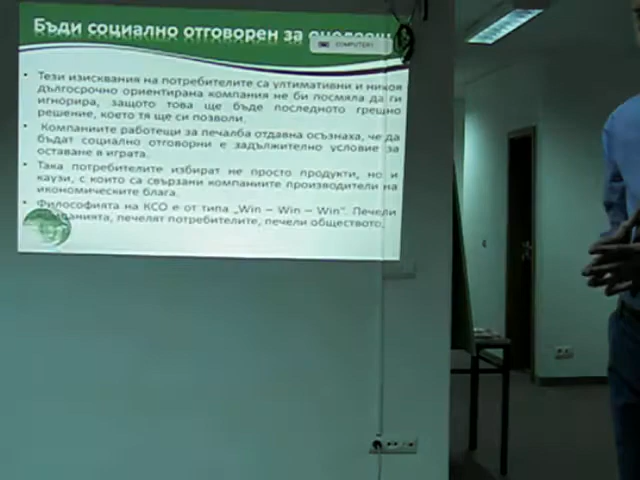 Бъди социално отговорен за
COMPUTER1
• Тези изисквания на потребителите са ултимативни и никоя
дългосрочно ориентирана компания не би посмяла да ги
игнорира, защото това ще бъде последното грешно
решение, което тя ще си позволи.
• Компаниите работещи за печалба отдавна осъзнаха, че да
бъдат социално отговорни е задължително условие за
оставане в играта.
• Така потребителите избират не просто продукти, но и
каузи, с които са свързани компаниите производители на
икономическите блага.
• Философията на КСО е от типа „Win – Win – Win“. Печели
печелят потребителите, печели обществото.